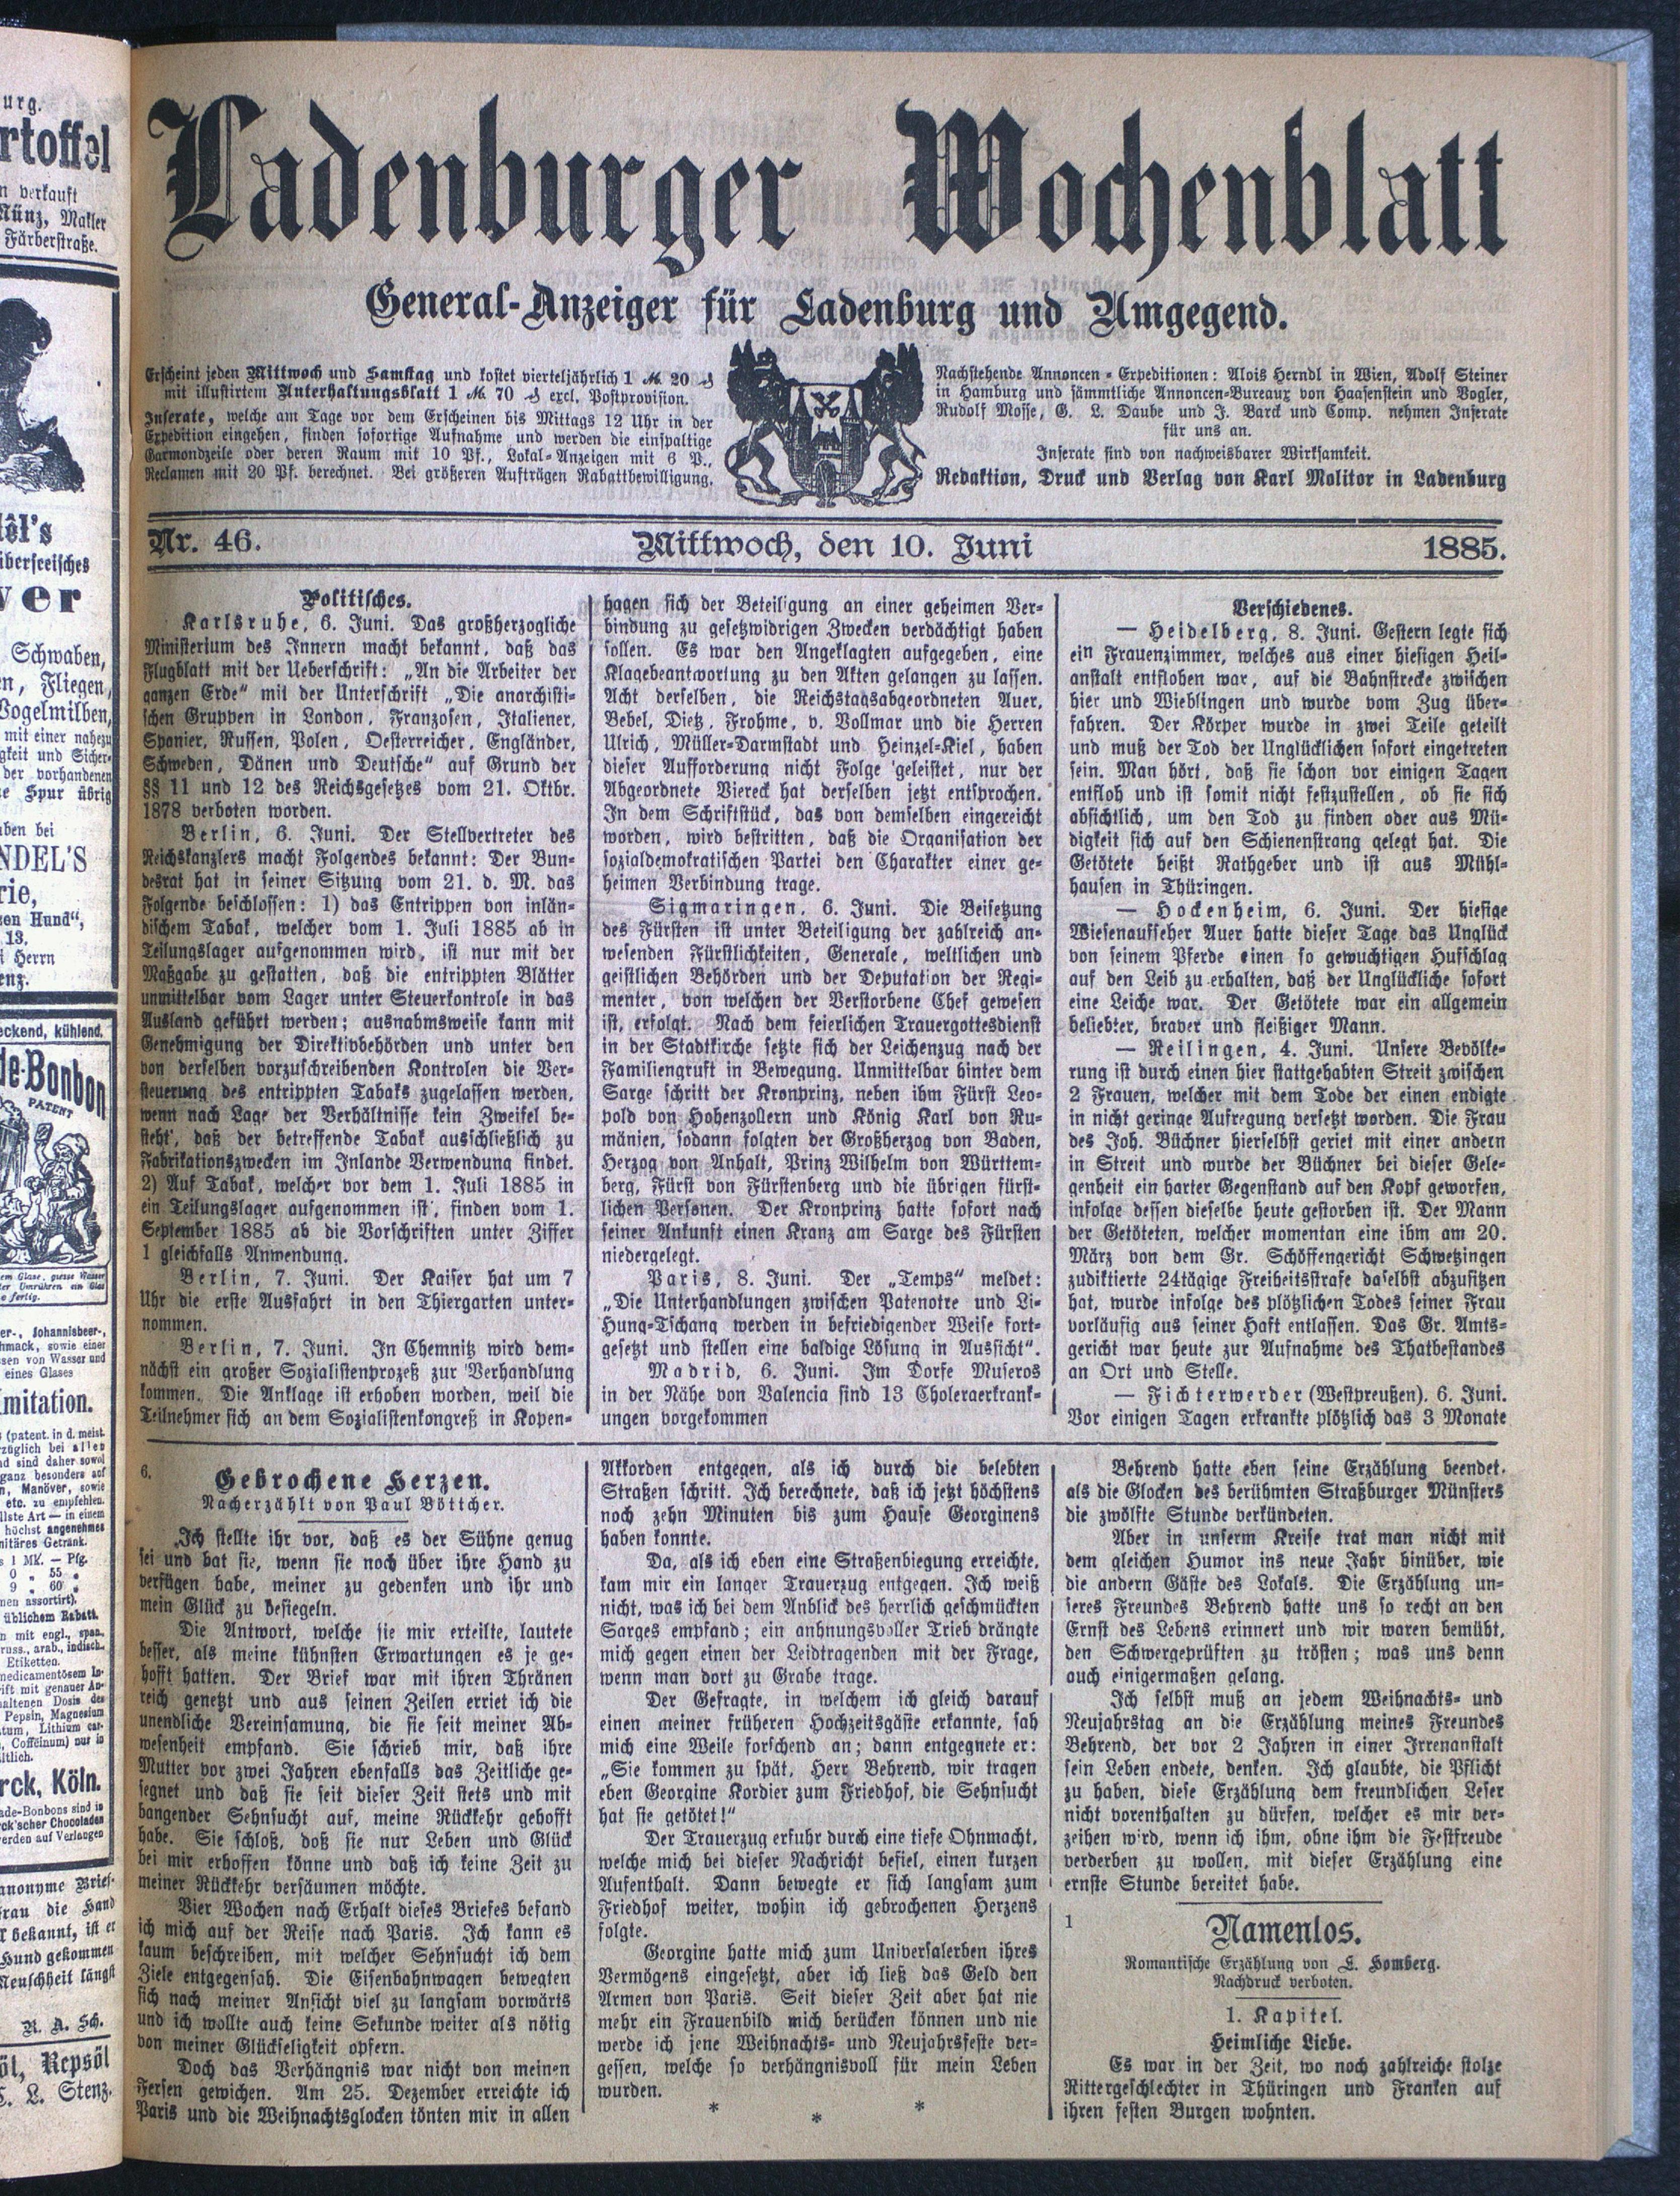 Ladenburger Wochenblatt
General-Anzeiger für Ladenburg und Umgegend.
Erscheint jeden Mittwoch und Samstag und kostet vierteljährlich 1 M. 20 ₰
mit illustrirtem Unterhaltungsblatt 1 M. 70 ₰ excl. Postprovision.
Inserate, welche am Tage vor dem Erscheinen bis Mittags 12 Uhr in der
Expedition eingehen, finden sofortige Aufnahme und werden die einspaltige
Garmondzeile oder deren Raum mit 10 Pf., Lokal-Anzeigen mit 6 P.,
Reclamen mit 20 Pf. berechnet. Bei größeren Aufträgen Rabattbewilligung.
Nachstehende Annoncen-Expeditionen: Alois Herndl in Wien, Adolf Steiner
in Hamburg und sämmtliche Annoncen-Bureaux von Haasenstein und Vogler,
Rudolf Mosse, G. L. Daube und J. Barck und Comp. nehmen Inserate
für uns an.
Inserate sind von nachweisbarer Wirksamkeit.
Redaktion, Druck und Verlag von Karl Molitor in Ladenburg
Nr. 46. Mittwoch, den 10. Juni 1885.
Politisches.
Karlsruhe, 6. Juni. Das großherzogliche
Ministerium des Innern macht bekannt, daß das
Flugblatt mit der Ueberschrift: „An die Arbeiter der
ganzen Erde“ mit der Unterschrift „Die anarchisti-
schen Gruppen in London, Franzosen, Italiener,
Spanier, Russen, Polen, Oesterreicher, Engländer,
Schweden, Dänen und Deutsche“ auf Grund der
§§ 11 und 12 des Reichsgesetzes vom 21. Oktbr.
1878 verboten worden.
Berlin, 6. Juni. Der Stellvertreter des
Reichskanzlers macht Folgendes bekannt: Der Bun-
desrat hat in seiner Sitzung vom 21. d. M. das
Folgende beschlossen: 1) das Entrippen von inlän-
dischem Tabak, welcher vom 1. Juli 1885 ab in
Teilungslager aufgenommen wird, ist nur mit der
Maßgabe zu gestatten, daß die entrippten Blätter
unmittelbar vom Lager unter Steuerkontrole in das
Ausland geführt werden; ausnahmsweise kann mit
Genehmigung der Direktivbehörden und unter den
von derselben vorzuschreibenden Kontrolen die Ver-
steuerung des entrippten Tabaks zugelassen werden,
wenn nach Lage der Verhältnisse kein Zweifel be-
steht, daß der betreffende Tabak ausschließlich zu
Fabrikationszwecken im Inlande Verwendung findet.
2) Auf Tabak, welcher vor dem 1. Juli 1885 in
ein Teilungslager aufgenommen ist, finden vom 1.
September 1885 ab die Vorschriften unter Ziffer
1 gleichfalls Anwendung.
Berlin, 7. Juni. Der Kaiser hat um 7
Uhr die erste Ausfahrt in den Thiergarten unter-
nommen.
Berlin, 7. Juni. In Chemnitz wird dem-
nächst ein großer Sozialistenprozeß zur Verhandlung
kommen. Die Anklage ist erhoben worden, weil die
Teilnehmer sich an dem Sozialistenkongreß in Kopen-
hagen sich der Beteiligung an einer geheimen Ver-
bindung zu gesetzwidrigen Zwecken verdächtigt haben
sollen. Es war den Angeklagten aufgegeben, eine
Klagebeantwortung zu den Akten gelangen zu lassen.
Acht derselben, die Reichstagsabgeordneten Auer,
Bebel, Dietz, Frohme, v. Vollmar und die Herren
Ulrich, Müller-Darmstadt und Heinzel-Kiel, haben
dieser Aufforderung nicht Folge geleistet, nur der
Abgeordnete Viereck hat derselben jetzt entsprochen.
In dem Schriftstück, das von demselben eingereicht
worden, wird bestritten, daß die Organisation der
sozialdemokratischen Partei den Charakter einer ge-
heimen Verbindung trage.
Sigmaringen, 6. Juni. Die Beisetzung
des Fürsten ist unter Beteiligung der zahlreich an-
wesenden Fürstlichkeiten, Generale, weltlichen und
geistlichen Behörden und der Deputation der Regi-
menter, von welchen der Verstorbene Chef gewesen
ist, erfolgt. Nach dem feierlichen Trauergottesdienst
in der Stadtkirche setzte sich der Leichenzug nach der
Familiengruft in Bewegung. Unmittelbar hinter dem
Sarge schritt der Kronprinz, neben ihm Fürst Leo-
pold von Hohenzollern und König Karl von Ru-
mänien, sodann folgten der Großherzog von Baden,
Herzog von Anhalt, Prinz Wilhelm von Württem-
berg, Fürst von Fürstenberg und die übrigen fürst-
lichen Personen. Der Kronprinz hatte sofort nach
seiner Ankunft einen Kranz am Sarge des Fürsten
niedergelegt.
Paris, 8. Juni. Der „Temps“ meldet:
„Die Unterhandlungen zwischen Patenotre und Li-
Hung-Tschang werden in befriedigender Weise fort-
gesetzt und stellen eine baldige Lösung in Aussicht“.
Madrid, 6. Juni. Im Dorfe Museros
in der Nähe von Valencia sind 13 Choleraerkrank-
ungen vorgekommen
Verschiedenes.
— Heidelberg, 8. Juni. Gestern legte sich
ein Frauenzimmer, welches aus einer hiesigen Heil-
anstalt entflohen war, auf die Bahnstrecke zwischen
hier und Wieblingen und wurde vom Zug über-
fahren. Der Körper wurde in zwei Teile geteilt
und muß der Tod der Unglücklichen sofort eingetreten
sein. Man hört, daß sie schon vor einigen Tagen
entfloh und ist somit nicht festzustellen, ob sie sich
absichtlich, um den Tod zu finden oder aus Mü-
digkeit sich auf den Schienenstrang gelegt hat. Die
Getötete heißt Rathgeber und ist aus Mühl-
hausen in Thüringen.
— Hockenheim, 6. Juni. Der hiesige
Wiesenaufseher Auer hatte dieser Tage das Unglück
von seinem Pferde einen so gewuchtigen Hufschlag
auf den Leib zu erhalten, daß der Unglückliche sofort
eine Leiche war. Der Getötete war ein allgemein
beliebter, braver und fleißiger Mann.
— Reilingen, 4. Juni. Unsere Bevölke-
rung ist durch einen hier stattgehabten Streit zwischen
2 Frauen, welcher mit dem Tode der einen endigte
in nicht geringe Aufregung versetzt worden. Die Frau
des Joh. Büchner hierselbst geriet mit einer andern
in Streit und wurde der Büchner bei dieser Gele-
genheit ein harter Gegenstand auf den Kopf geworfen,
infolge dessen dieselbe heute gestorben ist. Der Mann
der Getöteten, welcher momentan eine ihm am 20.
März von dem Gr. Schöffengericht Schwetzingen
zudiktierte 24tägige Freiheitsstrafe daselbst abzusitzen
hat, wurde infolge des plötzlichen Todes seiner Frau
vorläufig aus seiner Haft entlassen. Das Gr. Amts-
gericht war heute zur Aufnahme des Thatbestandes
an Ort und Stelle.
— Fichterwerder (Westpreußen), 6. Juni.
Vor einigen Tagen erkrankte plötzlich das 3 Monate
6.
Gebrochene Herzen.
Nacherzählt von Paul Böttcher.
„Ich stellte ihr vor, daß es der Sühne genug
sei und bat sie, wenn sie noch über ihre Hand zu
verfügen habe, meiner zu gedenken und ihr und
mein Glück zu besiegeln.
Die Antwort, welche sie mir erteilte, lautete
besser, als meine kühnsten Erwartungen es je ge-
hofft hatten. Der Brief war mit ihren Thränen
reich genetzt und aus seinen Zeilen erriet ich die
unendliche Vereinsamung, die sie seit meiner Ab-
wesenheit empfand. Sie schrieb mir, daß ihre
Mutter vor zwei Jahren ebenfalls das Zeitliche ge-
segnet und daß sie seit dieser Zeit stets und mit
bangender Sehnsucht auf, meine Rückkehr gehofft
habe. Sie schloß, doß sie nur Leben und Glück
bei mir erhoffen könne und daß ich keine Zeit zu
meiner Rückkehr versäumen möchte.
Vier Wochen nach Erhalt dieses Briefes befand
ich mich auf der Reise nach Paris. Ich kann es
kaum beschreiben, mit welcher Sehnsucht ich dem
Ziele entgegensah. Die Eisenbahnwagen bewegten
sich nach meiner Ansicht viel zu langsam vorwärts
und ich wollte auch keine Sekunde weiter als nötig
von meiner Glückseligkeit opfern.
Doch das Verhängnis war nicht von meinen
Fersen gewichen. Am 25. Dezember erreichte ich
Paris und die Weihnachtsglocken tönten mir in allen
Akkorden entgegen, als ich durch die belebten
Straßen schritt. Ich berechnete, daß ich jetzt höchstens
noch zehn Minuten bis zum Hause Georginens
haben konnte.
Da, als ich eben eine Straßenbiegung erreichte,
kam mir ein langer Trauerzug entgegen. Ich weiß
nicht, was ich bei dem Anblick des herrlich geschmückten
Sarges empfand; ein anhnungsvoller Trieb drängte
mich gegen einen der Leidtragenden mit der Frage,
wenn man dort zu Grabe trage.
Der Gefragte, in welchem ich gleich darauf
einen meiner früheren Hochzeitsgäste erkannte, sah
mich eine Weile forschend an; dann entgegnete er:
„Sie kommen zu spät, Herr Behrend, wir tragen
eben Georgine Kordier zum Friedhof, die Sehnsucht
hat sie getötet!“
Der Trauerzug erfuhr durch eine tiefe Ohnmacht,
welche mich bei dieser Nachricht befiel, einen kurzen
Aufenthalt. Dann bewegte er sich langsam zum
Friedhof weiter, wohin ich gebrochenen Herzens
folgte.
Georgine hatte mich zum Universalerben ihres
Vermögens eingesetzt, aber ich ließ das Geld den
Armen von Paris. Seit dieser Zeit aber hat nie
mehr ein Frauenbild mich berücken können und nie
werde ich jene Weihnachts- und Neujahrsfeste ver-
gessen, welche so verhängnisvoll für mein Leben
wurden.
* * *
Behrend hatte eben seine Erzählung beendet,
als die Glocken des berühmten Straßburger Münsters
die zwölfte Stunde verkündeten.
Aber in unserm Kreise trat man nicht mit
dem gleichen Humor ins neue Jahr hinüber, wie
die andern Gäste des Lokals. Die Erzählung un-
seres Freundes Behrend hatte uns so recht an den
Ernst des Lebens erinnert und wir waren bemüht,
den Schwergeprüften zu trösten; was uns denn
auch einigermaßen gelang.
Ich selbst muß an jedem Weihnachts- und
Neujahrstag an die Erzählung meines Freundes
Behrend, der vor 2 Jahren in einer Irrenanstalt
sein Leben endete, denken. Ich glaubte, die Pflicht
zu haben, diese Erzählung dem freundlichen Leser
nicht vorenthalten zu dürfen, welcher es mir ver-
zeihen wird, wenn ich ihm, ohne ihm die Festfreude
verderben zu wollen, mit dieser Erzählung eine
ernste Stunde bereitet habe.
1
Namenlos.
Romantische Erzählung von L. Homberg.
Nachdruck verboten.
1. Kapitel.
Heimliche Liebe.
Es war in der Zeit, wo noch zahlreiche stolze
Rittergeschlechter in Thüringen und Franken auf
ihren festen Burgen wohnten.